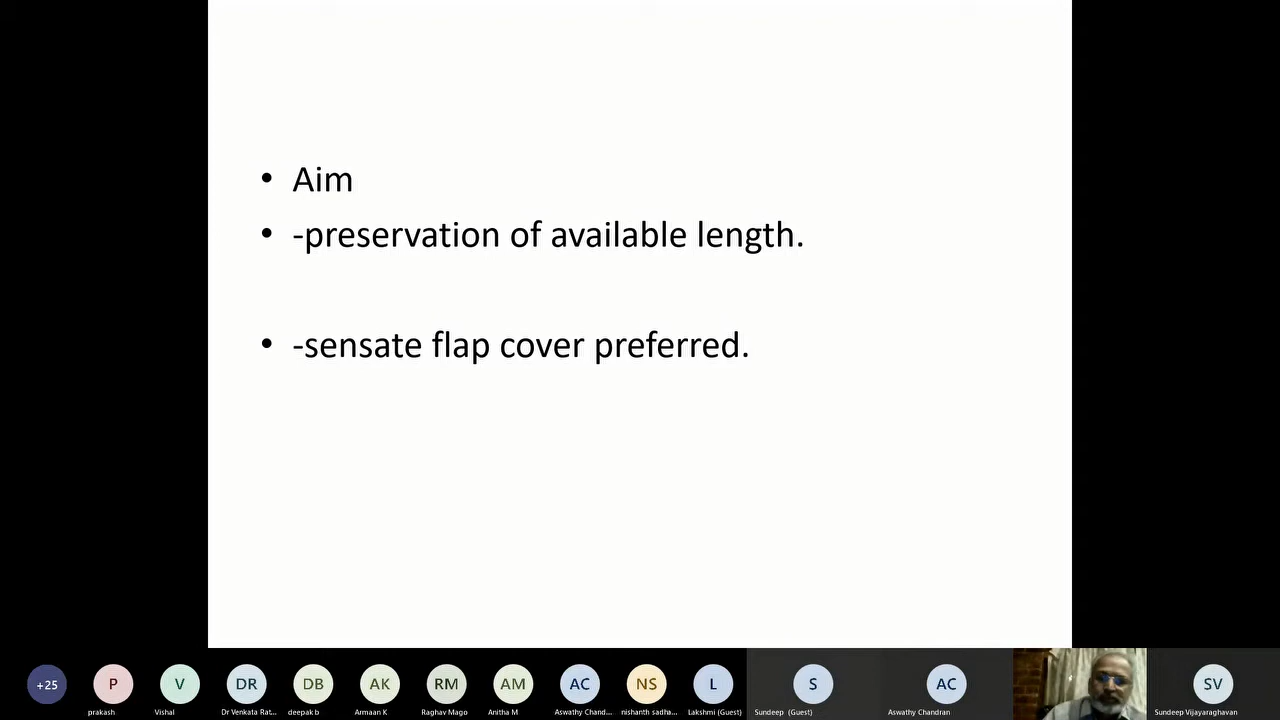 • Aim
• -preservation of available length.
• -sensate flap cover preferred.
+25 P V DR DB AK RM AM AC NS L S AC SV
prakash Vishal Dr Venkata Rat... deepak b Armaan K Raghav Mago Anitha M Aswathy Chand... nishanth sadha... Lakshmi (Guest) Sundeep (Guest) Aswathy Chandran Sundeep Vijayaraghavan